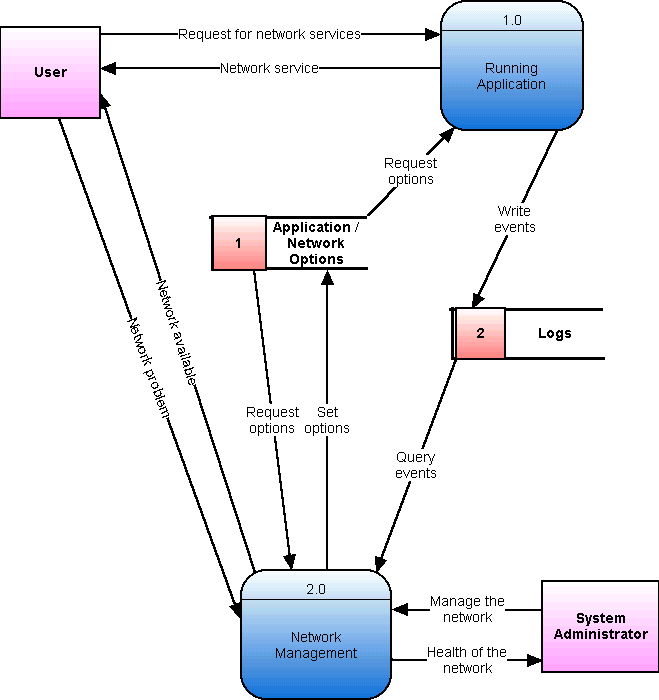 1.0
Request for network services
User
Network service
Running
Application
Request
options
Write
events
1
Application /
Network
Options
2
Logs
Network available
Network problem
Request
options
Set
options
Query
events
2.0
Network
Management
Manage the
network
Health of the
network
System
Administrator